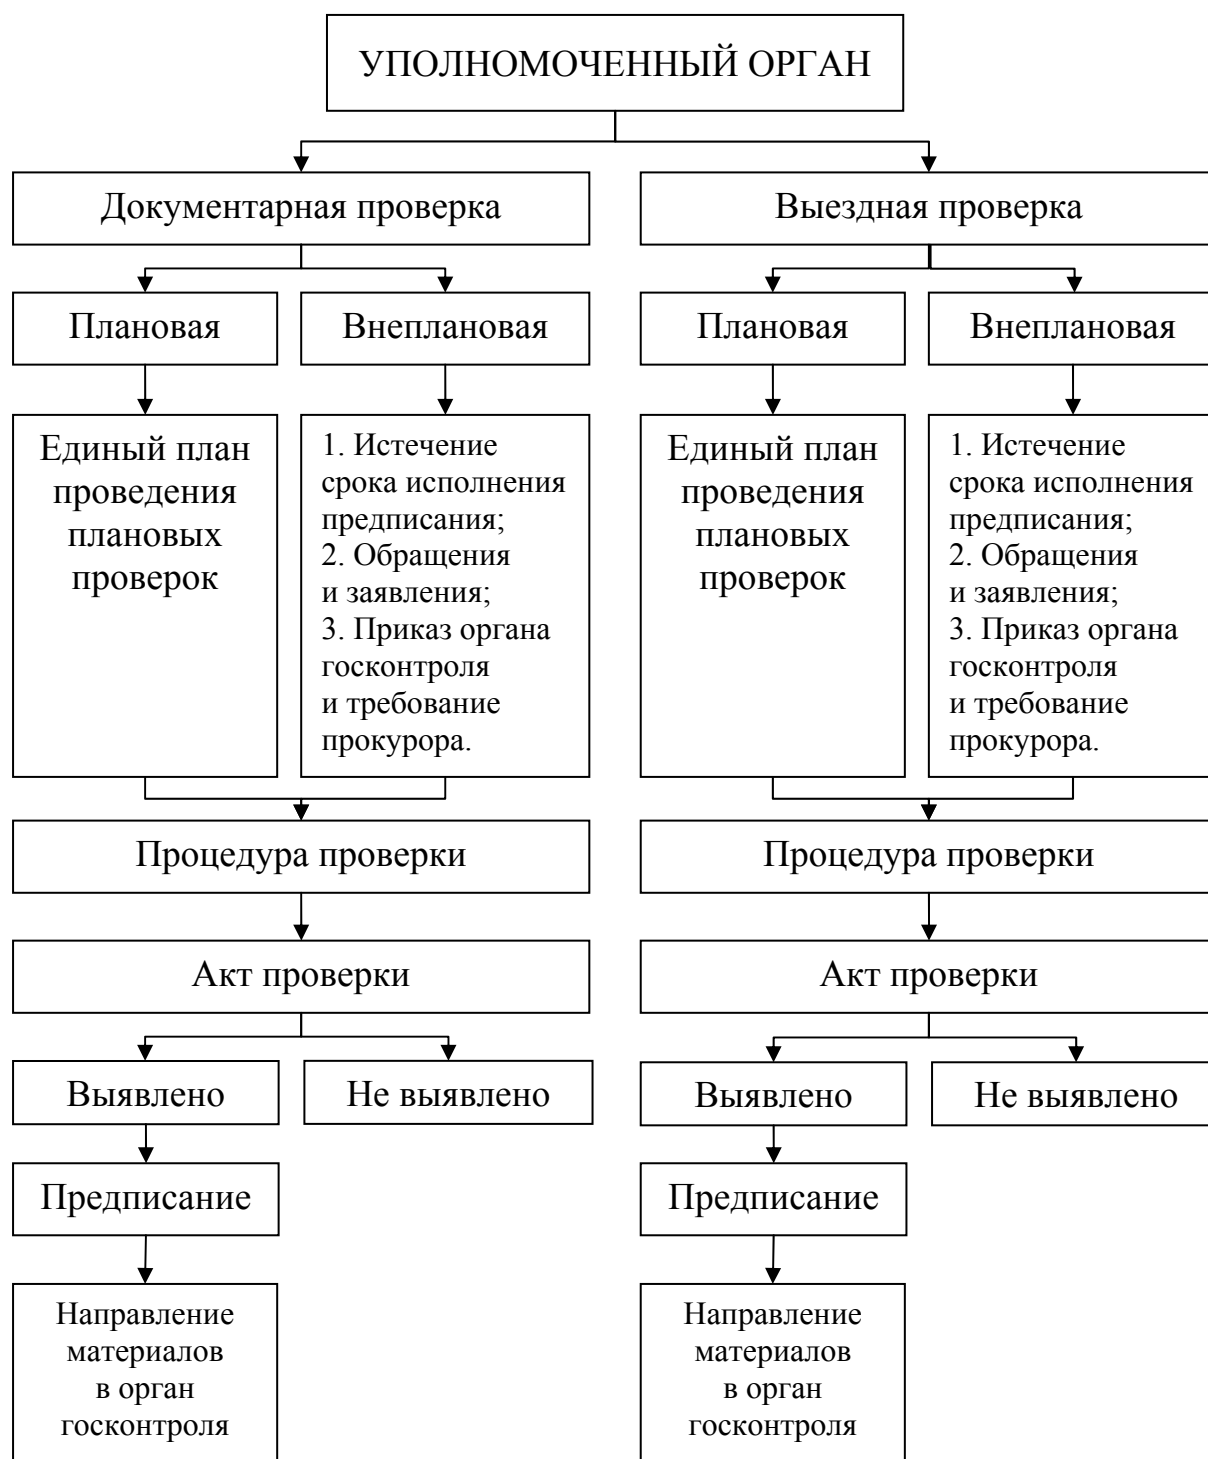 УПОЛНОМОЧЕННЫЙ ОРГАН
Документарная проверка
Выездная проверка
Плановая
Внеплановая
Плановая
Внеплановая
Единый план
проведения
плановых
проверок
1. Истечение
срока исполнения
предписания;
2. Обращения
и заявления;
3. Приказ органа
госконтроля
и требование
прокурора.
Единый план
проведения
плановых
проверок
1. Истечение
срока исполнения
предписания;
2. Обращения
и заявления;
3. Приказ органа
госконтроля
и требование
прокурора.
Процедура проверки
Процедура проверки
Акт проверки
Акт проверки
Выявлено
Не выявлено
Выявлено
Не выявлено
Предписание
Предписание
Направление
материалов
в орган
госконтроля
Направление
материалов
в орган
госконтроля